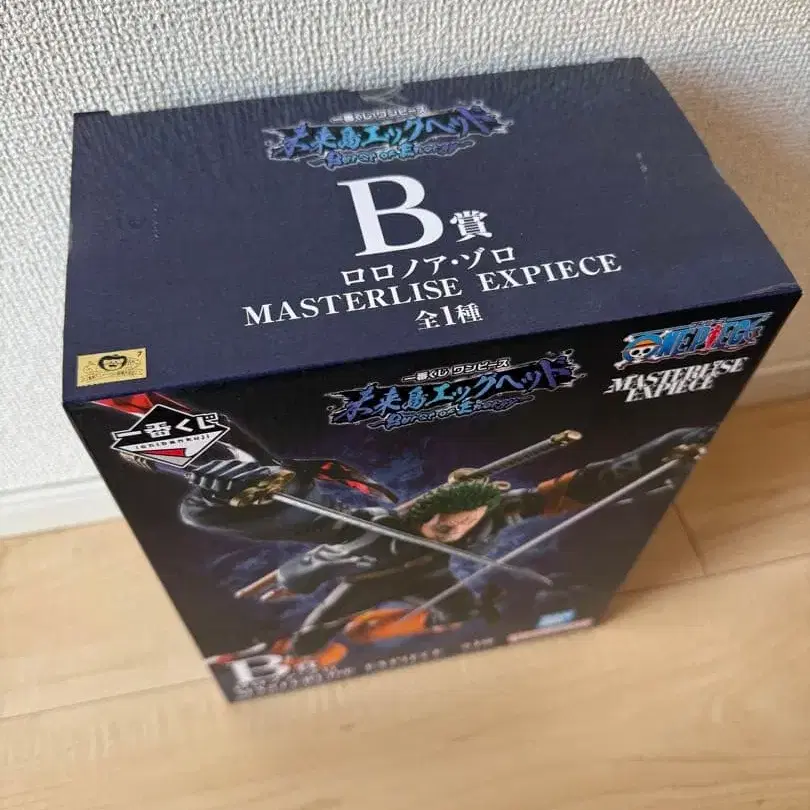 一番くじ ワンピース
未来島エッグヘッド
B賞
ロロノア・ゾロ
MASTERLISE EXPIECE
全1種
ONE PIECE
MASTERLISE
EXPIECE
一番くじ ワンピース
未来島エッグヘッド
一番くじ
ICHIBANKUJI
B賞